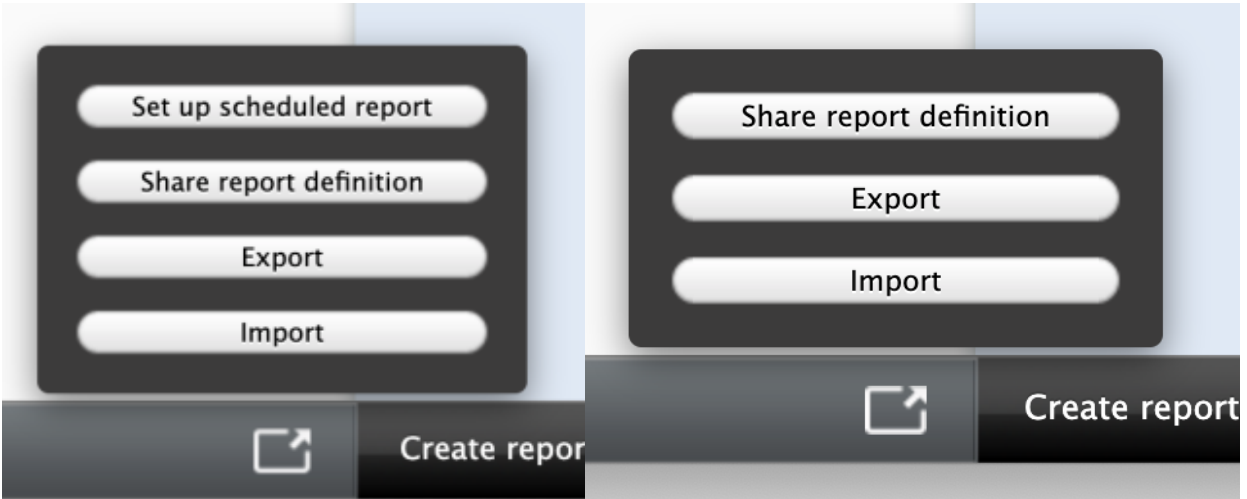 Set up scheduled report
Share report definition
Export
Import
Create repor
Share report definition
Export
Import
Create report